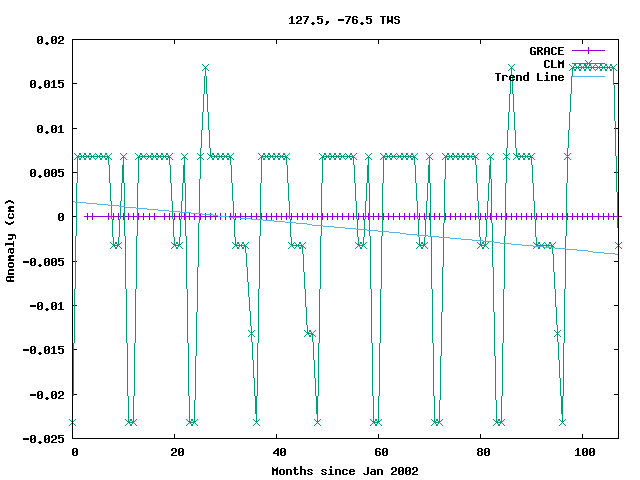 127.5, -76.5 TWS
GRACE
CLM
Trend Line
0.02
0.015
0.01
0.005
0
-0.005
-0.01
-0.015
-0.02
-0.025
Anomaly (cm)
0 20 40 60 80 100
Months since Jan 2002